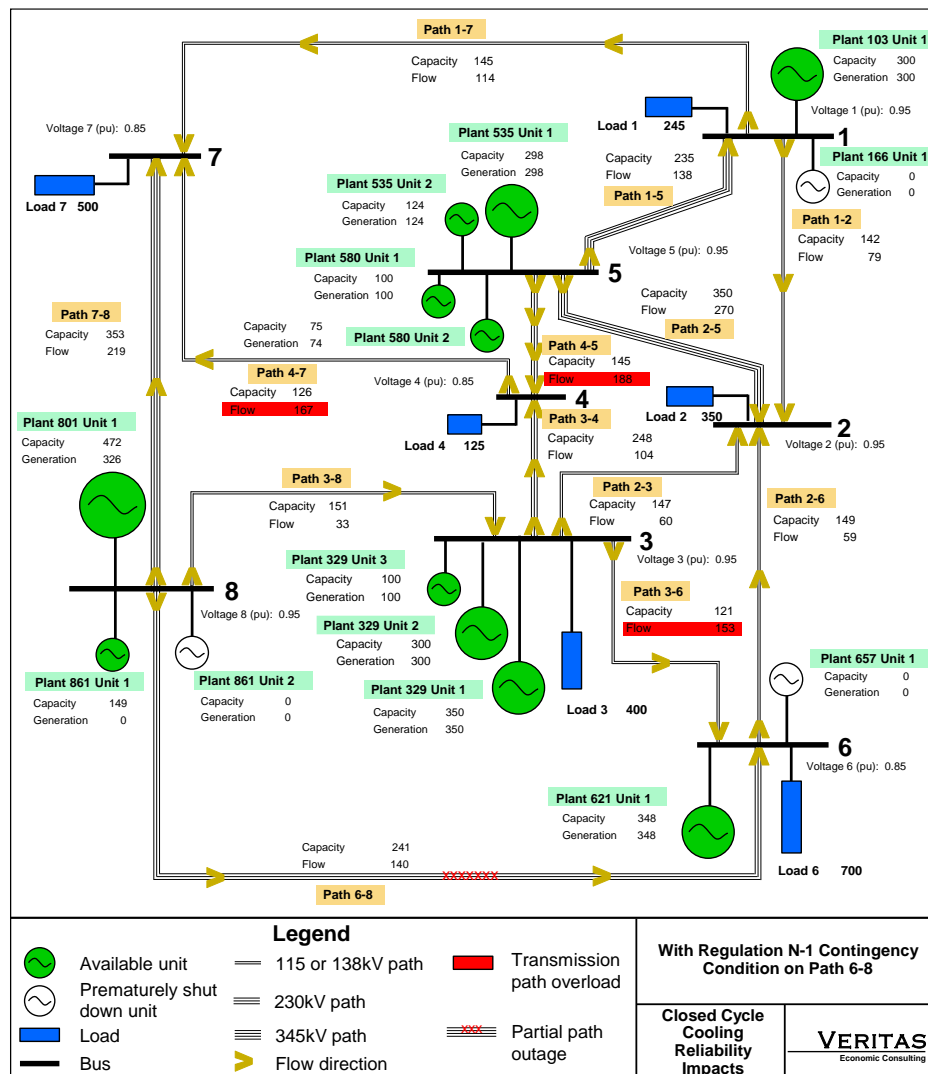 Path 1-7
Capacity 145
Flow 114
Plant 103 Unit 1
Capacity 300
Generation 300
Voltage 1 (pu): 0.95
Load 1 245
1
Plant 166 Unit 1
Capacity 0
Generation 0
Voltage 7 (pu): 0.85
7
Load 7 500
Plant 535 Unit 1
Capacity 298
Generation 298
Plant 535 Unit 2
Capacity 124
Generation 124
Capacity 235
Flow 138
Path 1-5
Path 1-2
Capacity 142
Flow 79
Plant 580 Unit 1
Capacity 100
Generation 100
Voltage 5 (pu): 0.95
5
Capacity 350
Flow 270
Path 2-5
Path 7-8
Capacity 353
Flow 219
Capacity 75
Generation 74
Plant 580 Unit 2
Path 4-7
Capacity 126
Flow 167
Path 4-5
Capacity 145
Flow 188
Voltage 4 (pu): 0.85
4
Load 4 125
Load 2 350
2
Voltage 2 (pu): 0.95
Path 3-4
Capacity 248
Flow 104
Plant 801 Unit 1
Capacity 472
Generation 326
Path 3-8
Capacity 151
Flow 33
Path 2-3
Capacity 147
Flow 60
Path 2-6
Capacity 149
Flow 59
3
Voltage 3 (pu): 0.95
Plant 329 Unit 3
Capacity 100
Generation 100
Plant 329 Unit 2
Capacity 300
Generation 300
Plant 329 Unit 1
Capacity 350
Generation 350
Load 3 400
Path 3-6
Capacity 121
Flow 153
8
Voltage 8 (pu): 0.95
Plant 861 Unit 1
Capacity 149
Generation 0
Plant 861 Unit 2
Capacity 0
Generation 0
Plant 657 Unit 1
Capacity 0
Generation 0
6
Voltage 6 (pu): 0.85
Plant 621 Unit 1
Capacity 348
Generation 348
Load 6 700
Capacity 241
Flow 140
XXXXXXX
Path 6-8
Legend
Available unit
Prematurely shut
down unit
Load
Bus
115 or 138kV path
230kV path
345kV path
Flow direction
Transmission
path overload
XXX
Partial path
outage
With Regulation N-1 Contingency
Condition on Path 6-8
Closed Cycle
Cooling
Reliability
Impacts
VERITAS
Economic Consulting